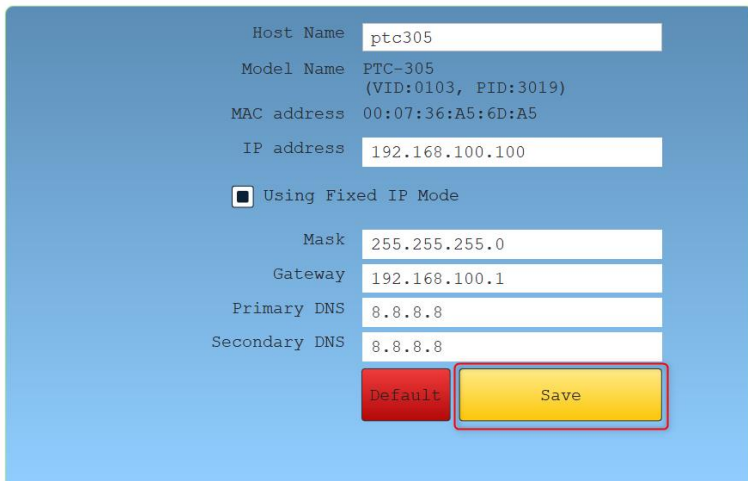 Host Name ptc305
Model Name PTC-305
(VID:0103, PID:3019)
MAC address 00:07:36:A5:6D:A5
IP address 192.168.100.100
Using Fixed IP Mode
Mask 255.255.255.0
Gateway 192.168.100.1
Primary DNS 8.8.8.8
Secondary DNS 8.8.8.8
Default Save